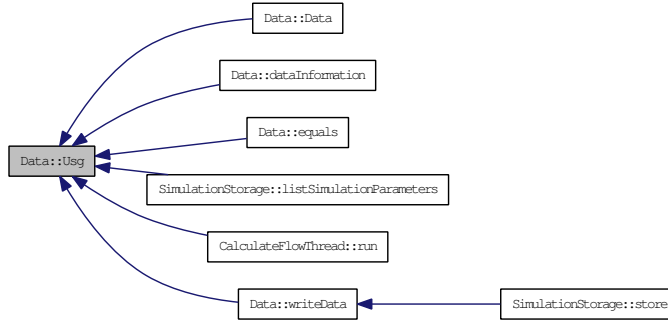 Data::Data
Data::dataInformation
Data::equals
Data::Usg
SimulationStorage::listSimulationParameters
CalculateFlowThread::run
Data::writeData
SimulationStorage::store